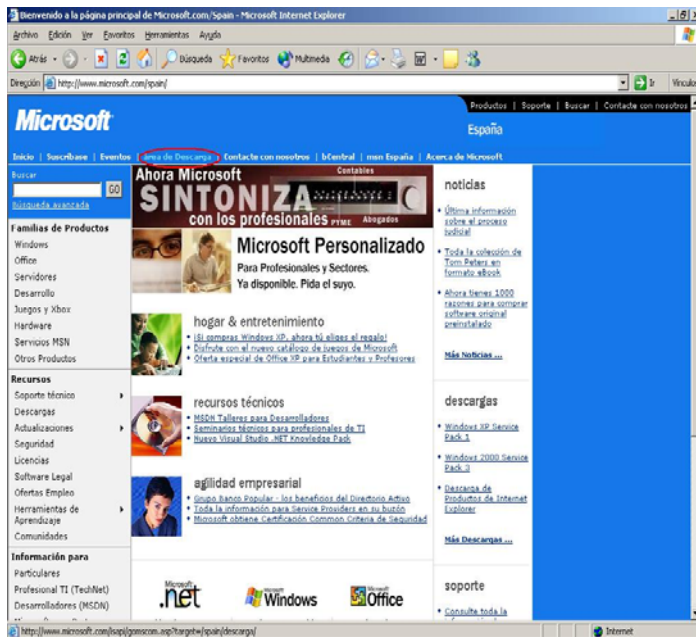 Bienvenido a la página principal de Microsoft.com/Spain - Microsoft Internet Explorer
Archivo Edición Ver Favoritos Herramientas Ayuda
Atrás Búsqueda Favoritos Multimedia
Dirección http://www.microsoft.com/spain/ Ir Vínculos
Productos | Soporte | Buscar | Contacte con nosotros
Microsoft
España
Inicio | Suscríbase | Eventos | Área de Descarga | Contacte con nosotros | bCentral | msn España | Acerca de Microsoft
Buscar
GO
Búsqueda avanzada
Familias de Productos
Windows
Office
Servidores
Desarrollo
Juegos y Xbox
Hardware
Servicios MSN
Otros Productos
Recursos
Soporte técnico
Descargas
Actualizaciones
Seguridad
Licencias
Software Legal
Ofertas Empleo
Herramientas de
Aprendizaje
Comunidades
Información para
Particulares
Profesional TI (TechNet)
Desarrolladores (MSDN)
Ahora Microsoft
Contables
SINTONIZA
con los profesionales PYME Abogados
Microsoft Personalizado
Para Profesionales y Sectores.
Ya disponible. Pida el suyo.
hogar & entretenimiento
¡Si compras Windows XP, ahora tú eliges el regalo!
Disfrute con el nuevo catálogo de juegos de Microsoft
Oferta especial de Office XP para Estudiantes y Profesores
recursos técnicos
MSDN Talleres para Desarrolladores
Seminarios técnicos para profesionales de TI
Nuevo Visual Studio .NET Knowledge Pack
agilidad empresarial
Grupo Banco Popular - los beneficios del Directorio Activo
Toda la información para Service Providers en su buzón
Microsoft obtiene Certificación Common Criteria de Seguridad
Microsoft .net
Microsoft Windows
Microsoft Office
noticias
Última información
sobre el proceso
judicial
Toda la colección de
Tom Peters en
formato ebook
Ahora tienes 1000
razones para comprar
software original
preinstalado
Más Noticias ...
descargas
Windows XP Service
Pack 1
Windows 2000 Service
Pack 3
Descarga de
Productos de Internet
Explorer
Más Descargas ...
soporte
Consulte toda la
http://www.microsoft.com/isapi/gomscom.asp?target=/spain/descarga/
Internet